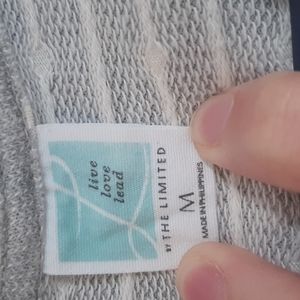 live
love
lead
BY THE LIMITED
M
MADE IN PHILIPPINES